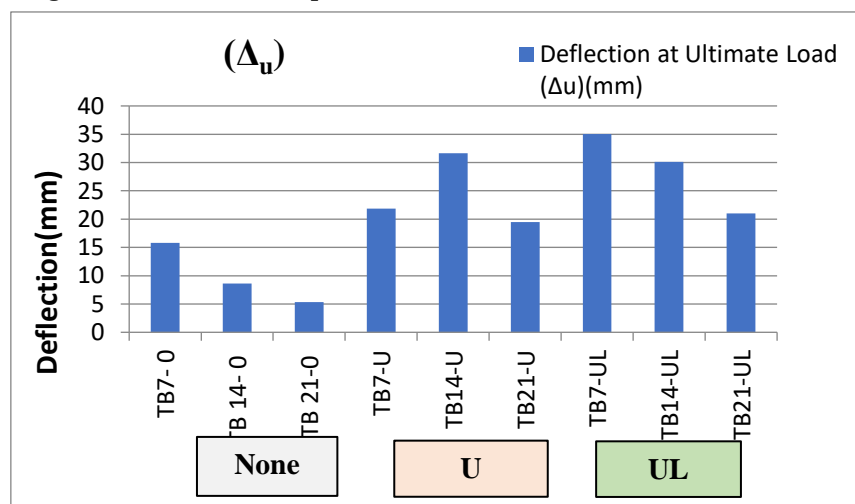 (Δu)
Deflection at Ultimate Load
(Δu)(mm)
Deflection(mm)
40
35
30
25
20
15
10
5
0
TB7- 0
TB 14- 0
TB 21-0
TB7-U
TB14-U
TB21-U
TB7-UL
TB14-UL
TB21-UL
None
U
UL